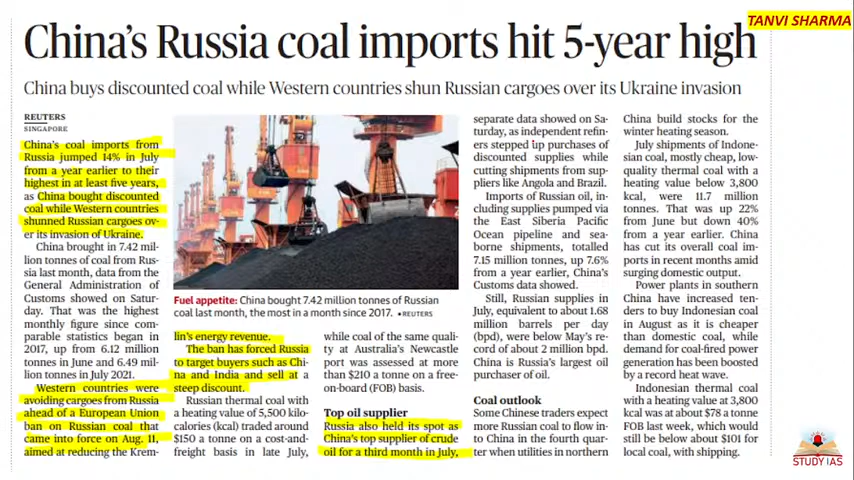 TANVI SHARMA
China's Russia coal imports hit 5-year high
China buys discounted coal while Western countries shun Russian cargoes over its Ukraine invasion
REUTERS
SINGAPORE
China's coal imports from
Russia jumped 14% in July
from a year earlier to their
highest in at least five years,
as China bought discounted
coal while Western countries
shunned Russian cargoes ov-
er its invasion of Ukraine.
China brought in 7.42 mil-
lion tonnes of coal from Rus-
sia last month, data from the
General Administration of
Customs showed on Satur-
day. That was the highest
monthly figure since com-
parable statistics began in
2017, up from 6.12 million
tonnes in June and 6.49 mil-
lion tonnes in July 2021.
Western countries were
avoiding cargoes from Russia
ahead of a European Union
ban on Russian coal that
came into force on Aug. 11,
aimed at reducing the Krem-
Fuel appetite: China bought 7.42 million tonnes of Russian
coal last month, the most in a month since 2017. • REUTERS
lin's energy revenue.
The ban has forced Russia
to target buyers such as Chi-
na and India and sell at a
steep discount.
Russian thermal coal with
a heating value of 5,500 kilo-
calories (kcal) traded around
$150 a tonne on a cost-and-
freight basis in late July,
while coal of the same quali-
ty at Australia's Newcastle
port was assessed at more
than $210 a tonne on a free-
on-board (FOB) basis.
Top oil supplier
Russia also held its spot as
China's top supplier of crude
oil for a third month in July,
separate data showed on Sa-
turday, as independent refin-
ers stepped up purchases of
discounted supplies while
cutting shipments from sup-
pliers like Angola and Brazil.
Imports of Russian oil, in-
cluding supplies pumped via
the East Siberia Pacific
Ocean pipeline and sea-
borne shipments, totalled
7.15 million tonnes, up 7.6%
from a year earlier, China's
Customs data showed.
Still, Russian supplies in
July, equivalent to about 1.68
million barrels per day
(bpd), were below May's re-
cord of about 2 million bpd.
China is Russia's largest oil
purchaser of oil.
Coal outlook
Some Chinese traders expect
more Russian coal to flow in-
to China in the fourth quar-
ter when utilities in northern
China build stocks for the
winter heating season.
July shipments of Indone-
sian coal, mostly cheap, low-
quality thermal coal with a
heating value below 3,800
kcal, were 11.7 million
tonnes. That was up 22%
from June but down 40%
from a year earlier. China
has cut its overall coal im-
ports in recent months amid
surging domestic output.
Power plants in southern
China have increased ten-
ders to buy Indonesian coal
in August as it is cheaper
than domestic coal, while
demand for coal-fired power
generation has been boosted
by a record heat wave.
Indonesian thermal coal
with a heating value at 3,800
kcal was at about $78 a tonne
FOB last week, which would
still be below about $101 for
local coal, with shipping.
STUDY IAS